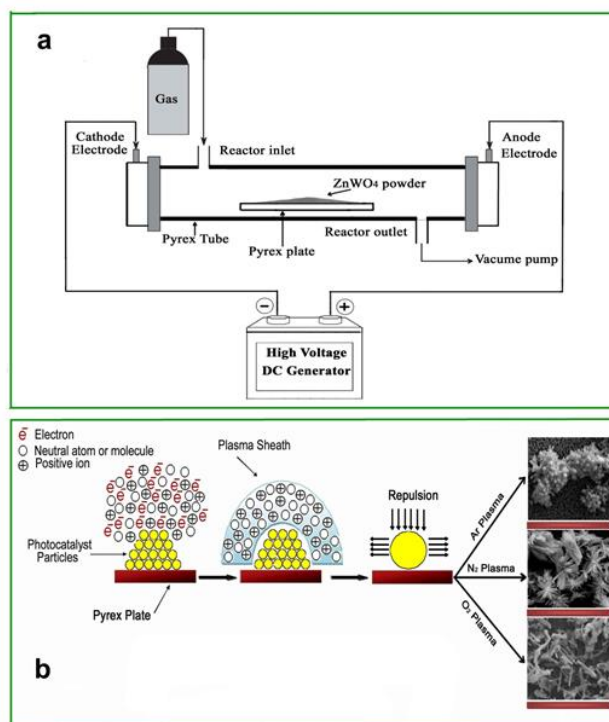 a
Gas
Cathode
Electrode
Reactor inlet
Anode
Electrode
ZnWO4 powder
Pyrex Tube
Pyrex plate
Reactor outlet
Vacume pump
−
+
High Voltage
DC Generator
e Electron
Neutral atom or molecule
+ Positive ion
Plasma Sheath
Photocatalyst
Particles
Pyrex Plate
Repulsion
Ar Plasma
N₂ Plasma
O₂ Plasma
b